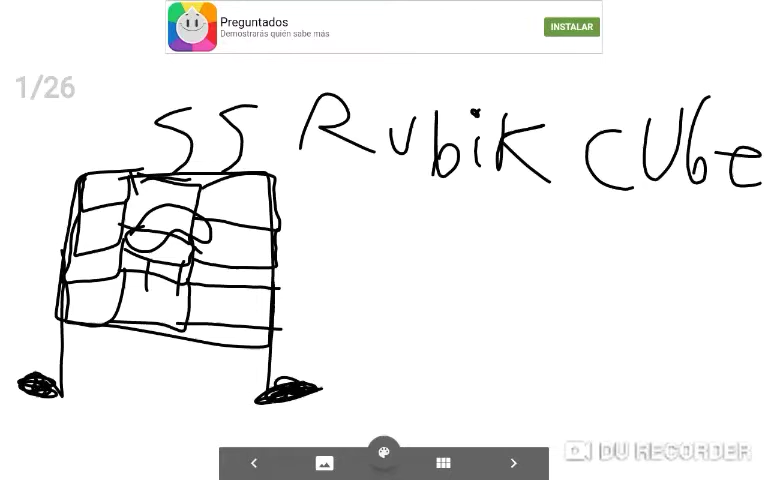 Preguntados
Demostrarás quién sabe más
INSTALAR
1/26
SS Rubik cube
DU RECORDER